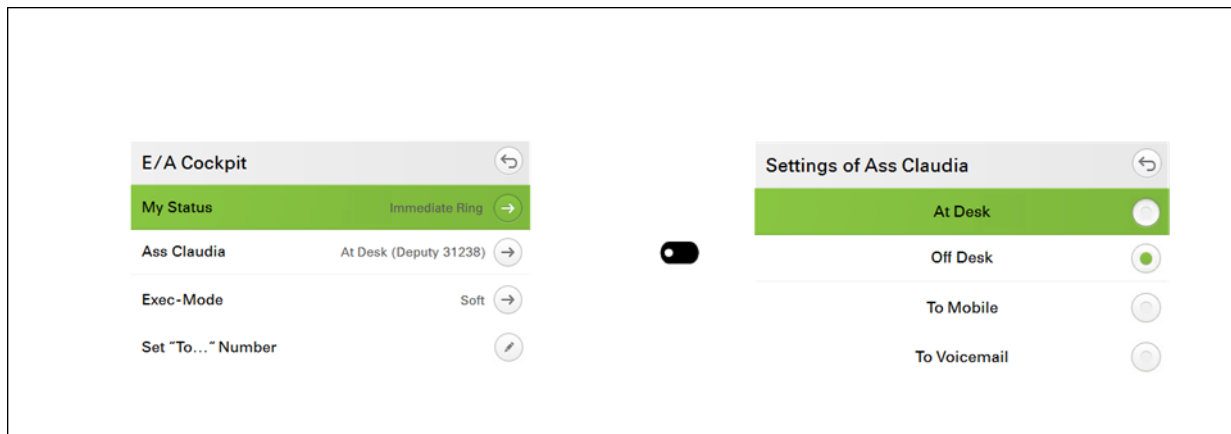 E/A Cockpit
My Status Immediate Ring
Ass Claudia At Desk (Deputy 31238)
Exec-Mode Soft
Set "To..." Number
Settings of Ass Claudia
At Desk
Off Desk
To Mobile
To Voicemail